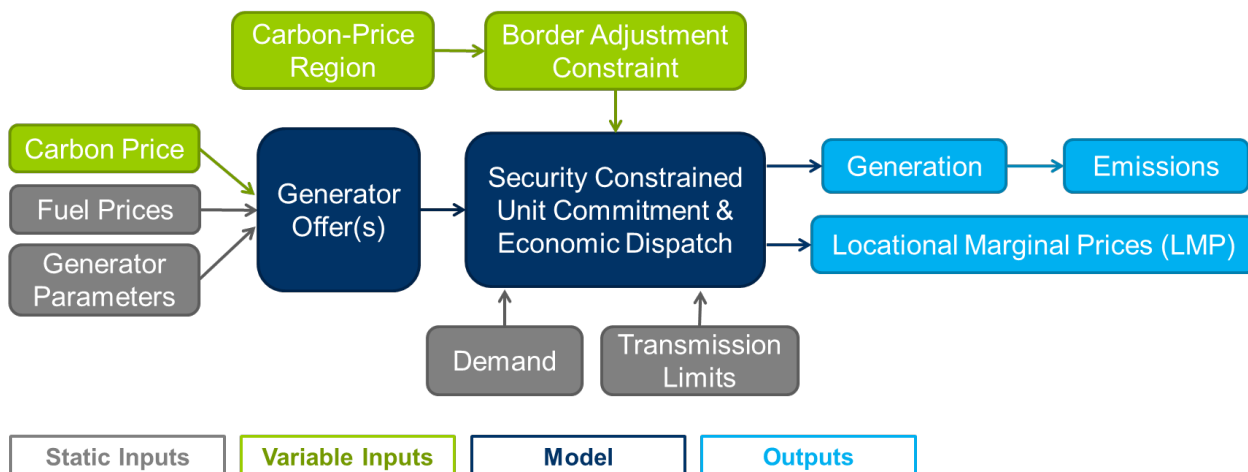 Carbon-Price
Region
Border Adjustment
Constraint
Carbon Price
Fuel Prices
Generator
Parameters
Generator
Offer(s)
Security Constrained
Unit Commitment &
Economic Dispatch
Generation
Emissions
Locational Marginal Prices (LMP)
Demand
Transmission
Limits
Static Inputs
Variable Inputs
Model
Outputs